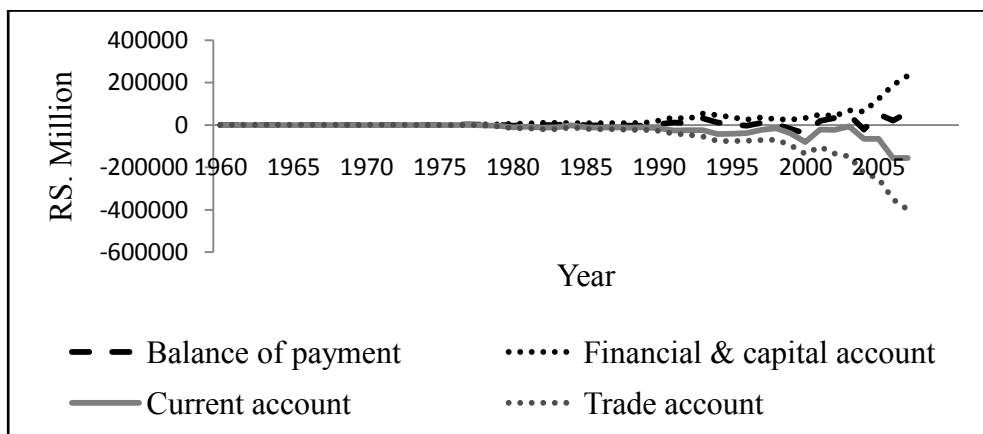 400000
200000
0
-200000
-400000
-600000
RS. Million
1960 1965 1970 1975 1980 1985 1990 1995 2000 2005
Year
Balance of payment
Financial & capital account
Current account
Trade account